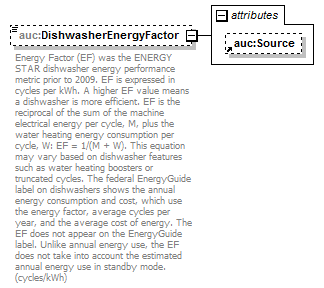 attributes
auc:DishwasherEnergyFactor
auc:Source
Energy Factor (EF) was the ENERGY
STAR dishwasher energy performance
metric prior to 2009. EF is expressed in
cycles per kWh. A higher EF value means
a dishwasher is more efficient. EF is the
reciprocal of the sum of the machine
electrical energy per cycle, M, plus the
water heating energy consumption per
cycle, W: EF = 1/(M + W). This equation
may vary based on dishwasher features
such as water heating boosters or
truncated cycles. The federal EnergyGuide
label on dishwashers shows the annual
energy consumption and cost, which use
the energy factor, average cycles per
year, and the average cost of energy. The
EF does not appear on the EnergyGuide
label. Unlike annual energy use, the EF
does not take into account the estimated
annual energy use in standby mode.
(cycles/kWh)